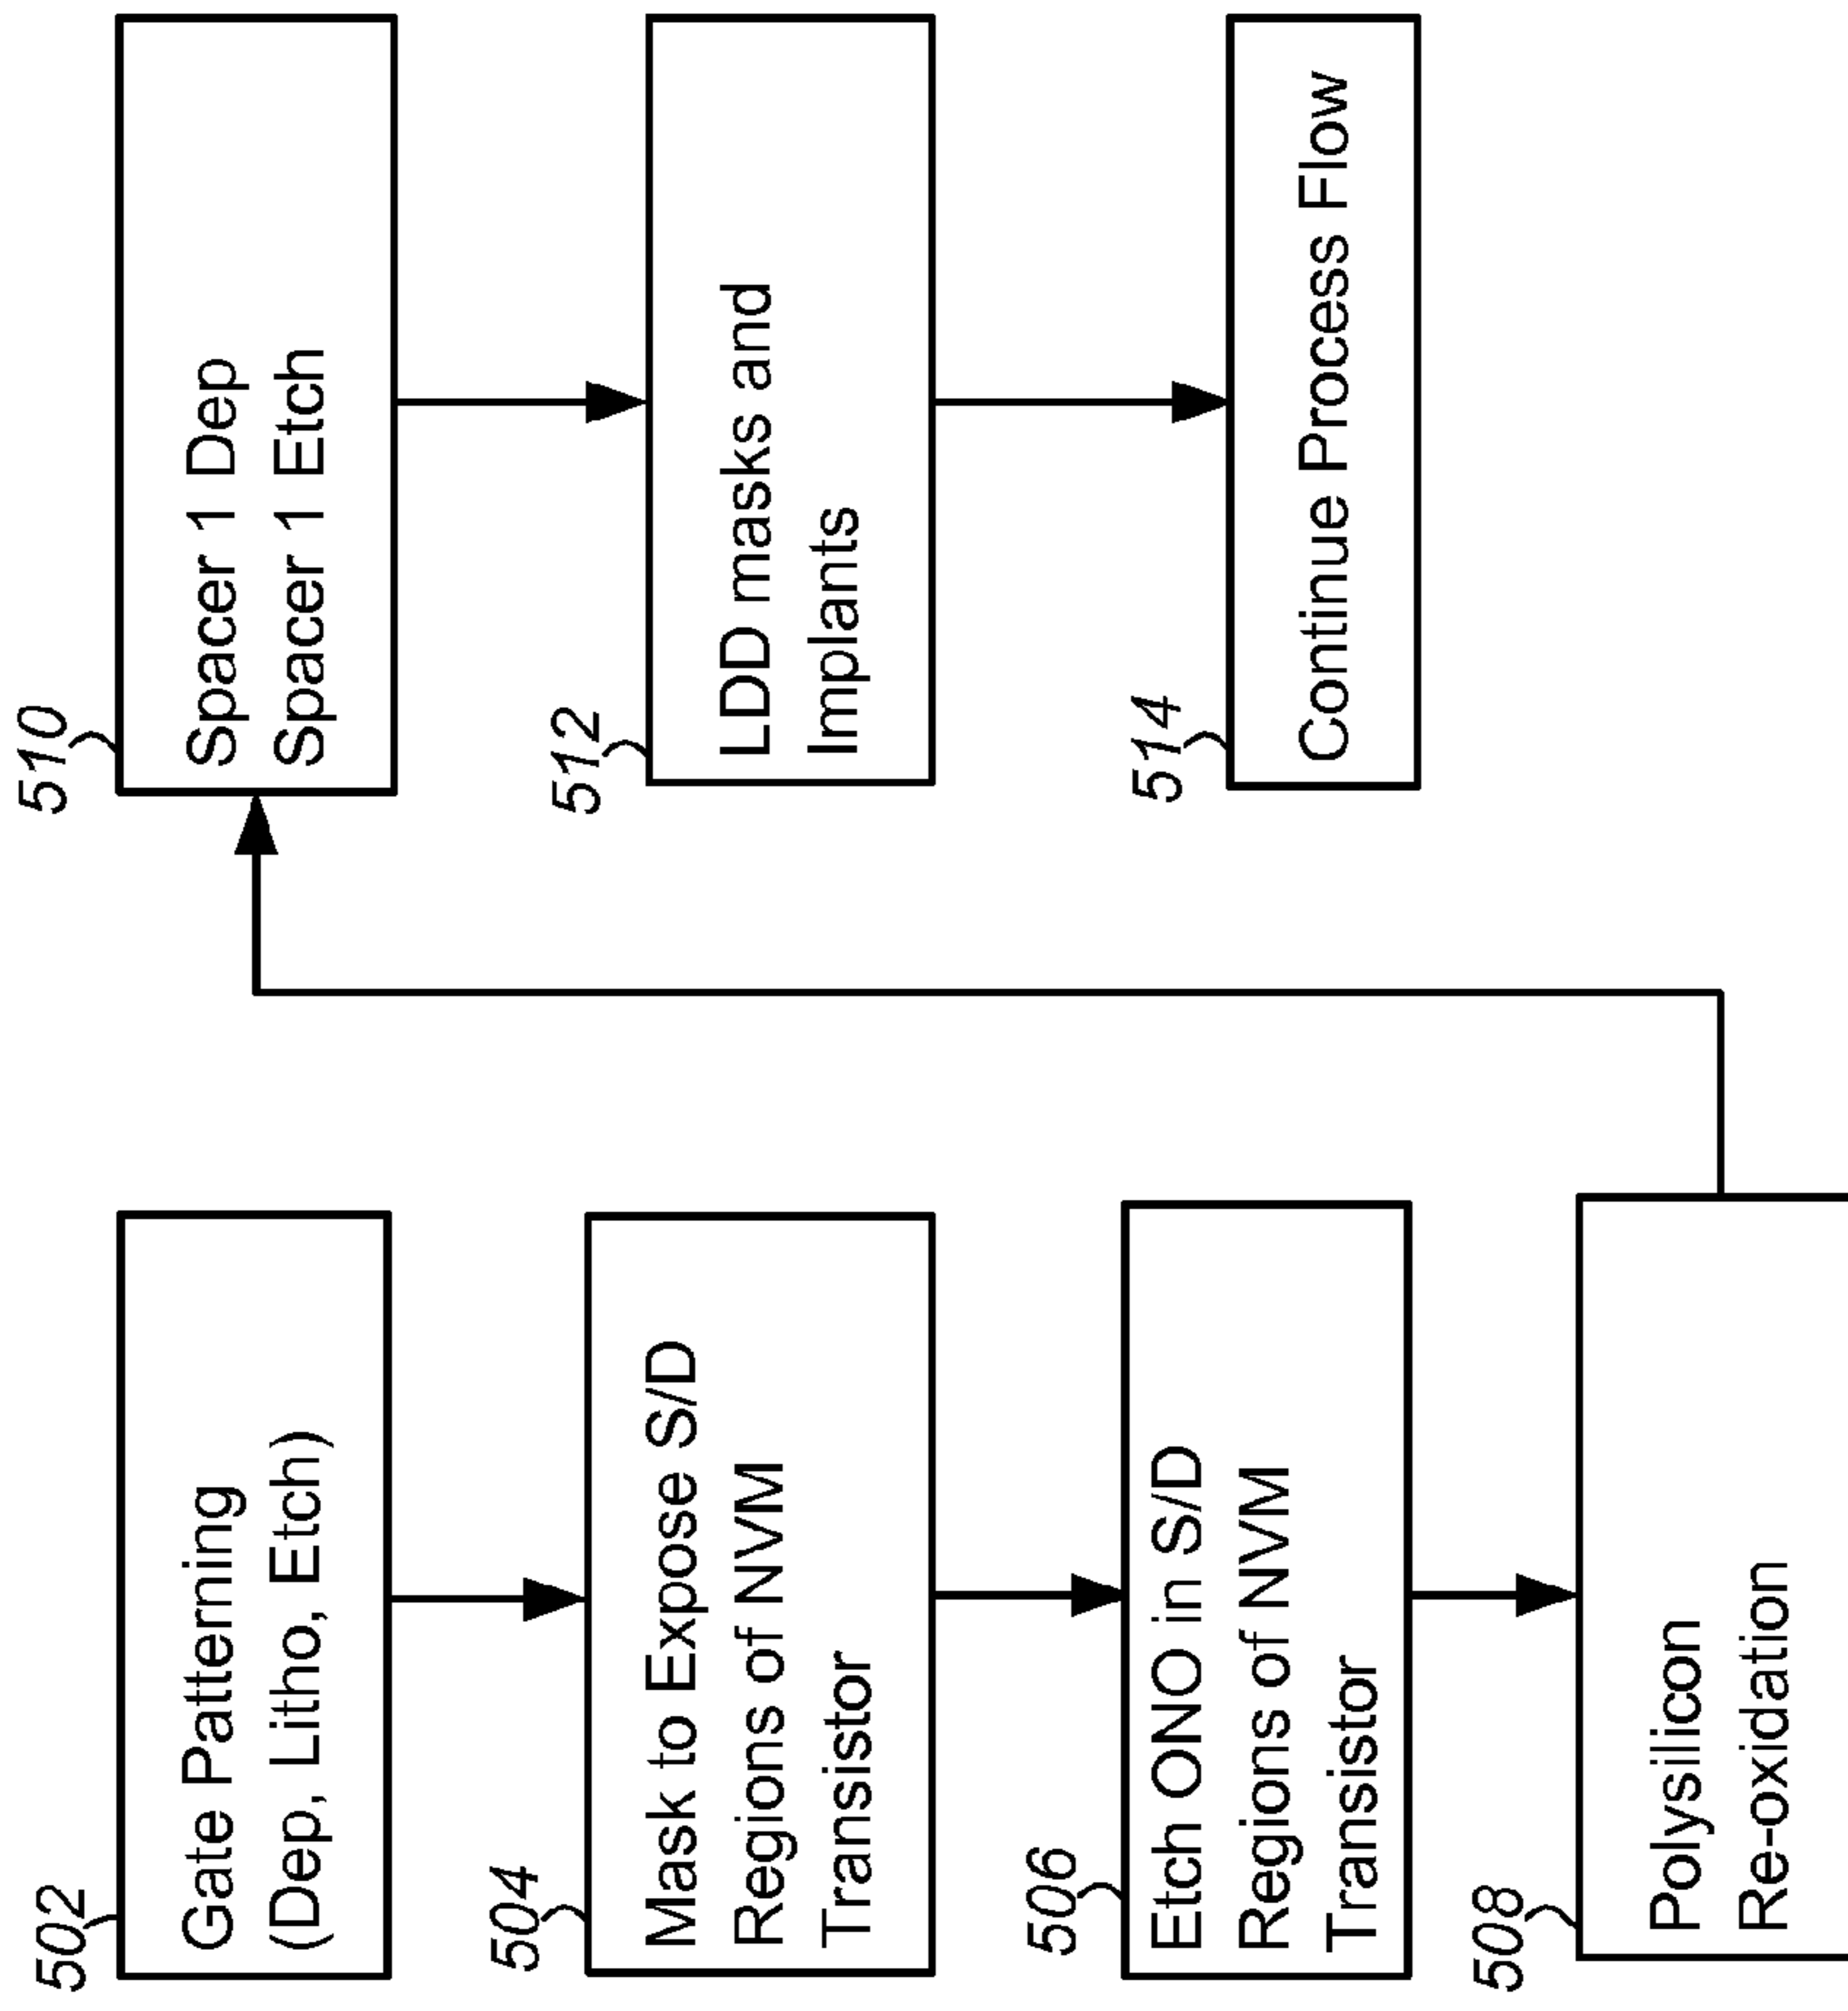 502
Gate Patterning
(Dep, Litho, Etch)
504
Mask to Expose S/D
Regions of NVM
Transistor
506
Etch ONO in S/D
Regions of NVM
Transistor
508
Polysilicon
Re-oxidation
510
Spacer 1 Dep
Spacer 1 Etch
512
LDD masks and
Implants
514
Continue Process Flow